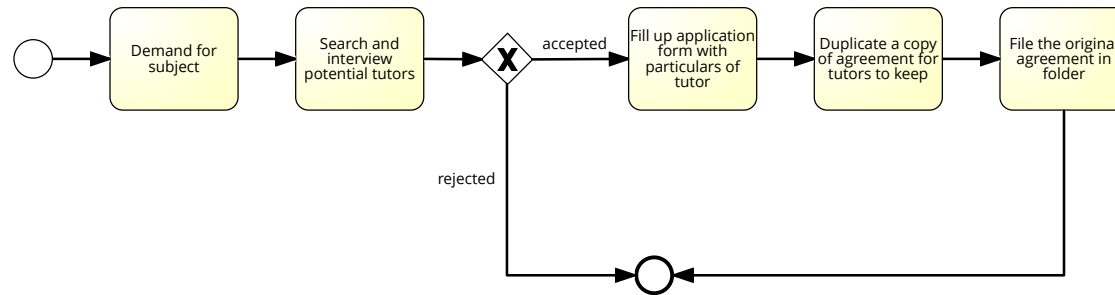 Demand for
subject
Search and
interview
potential tutors
accepted
Fill up application
form with
particulars of
tutor
Duplicate a copy
of agreement for
tutors to keep
File the original
agreement in
folder
rejected